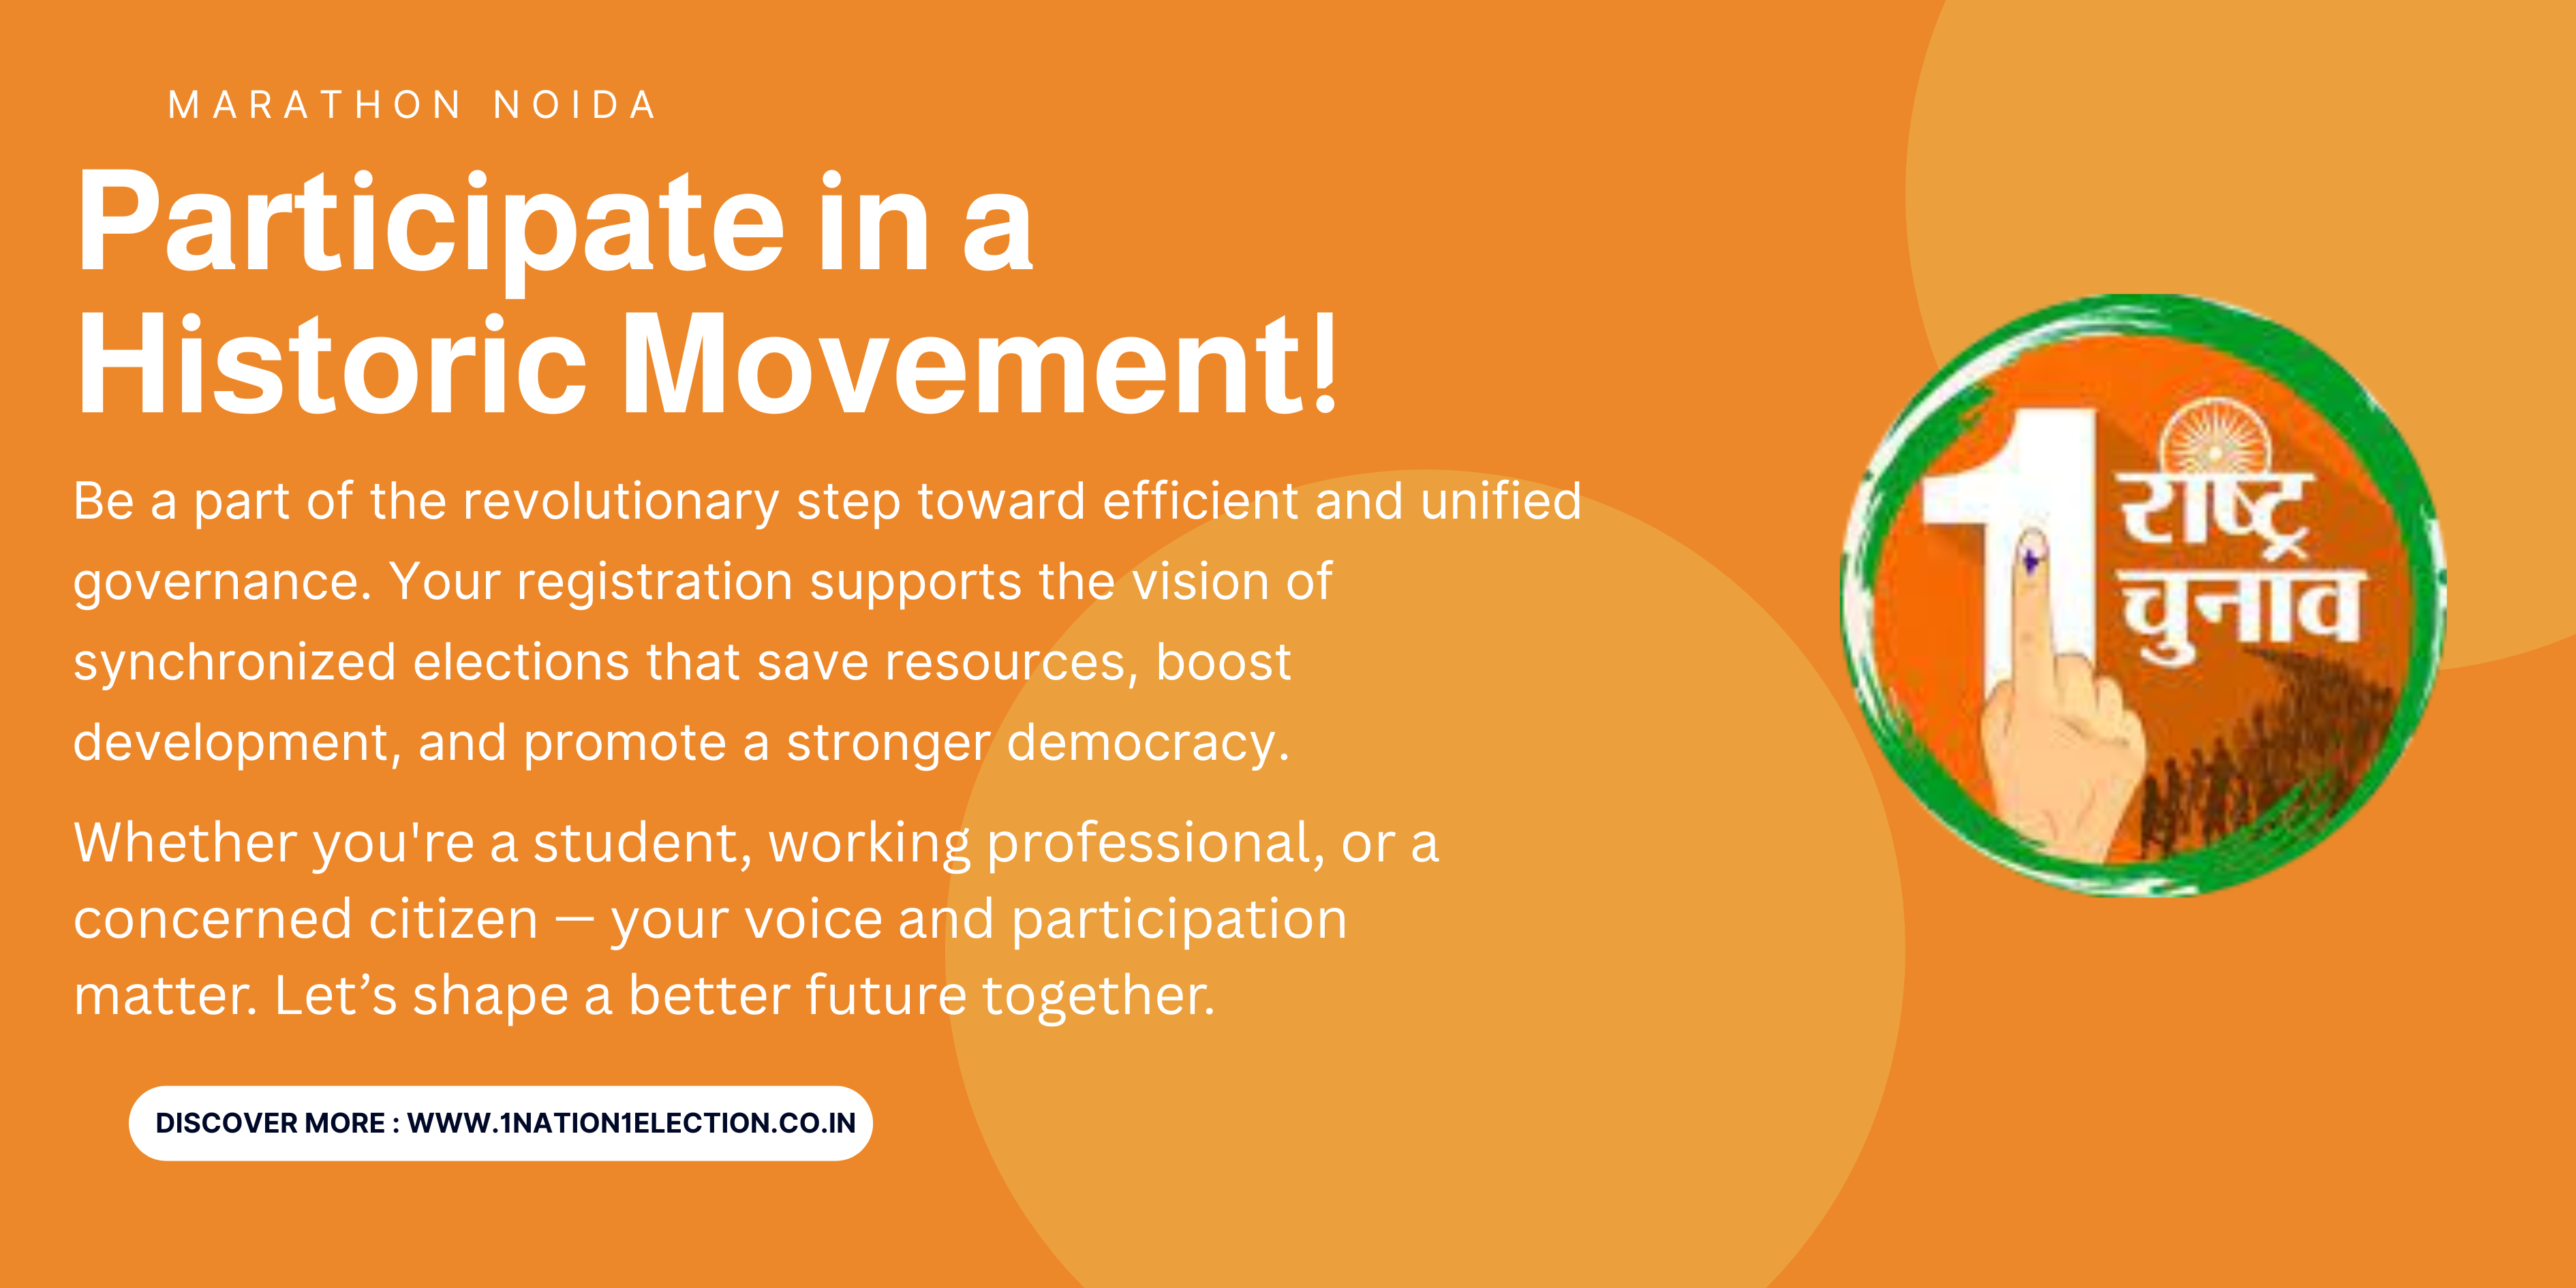 MARATHON NOIDA
Participate in a
Historic Movement!
Be a part of the revolutionary step toward efficient and unified
governance. Your registration supports the vision of
synchronized elections that save resources, boost
development, and promote a stronger democracy.
Whether you're a student, working professional, or a
concerned citizen — your voice and participation
matter. Let’s shape a better future together.
DISCOVER MORE : WWW.1NATION1ELECTION.CO.IN
1
राष्ट्र
चुनाव